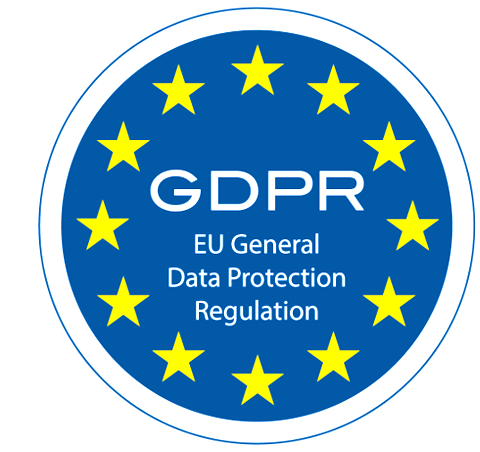 GDPR
EU General
Data Protection
Regulation